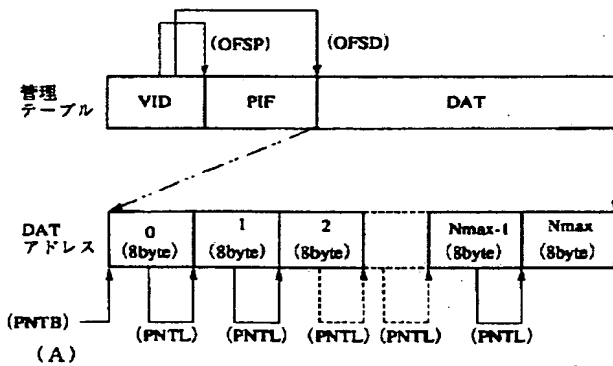 (OFSP) (OFSD)
管理
テーブル
VID PIF DAT
DAT
アドレス
0 1 2 Nmax-1 Nmax
(8byte) (8byte) (8byte) (8byte) (8byte)
(PNTB) (PNTL) (PNTL) (PNTL) (PNTL) (PNTL)
(A)